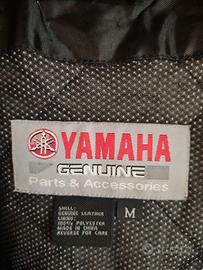 YAMAHA
GENUINE
Parts & Accessories
SHELL:
GENUINE LEATHER
LINING:
100% POLYESTER
MADE IN CHINA
REVERSE FOR CARE
M